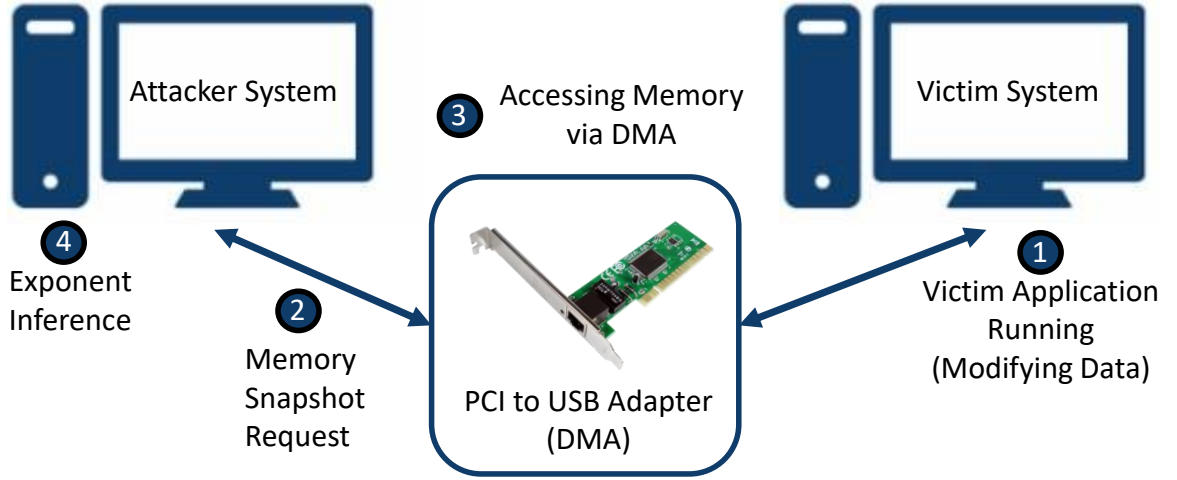 Attacker System
3
Accessing Memory
via DMA
Victim System
4
Exponent
Inference
2
Memory
Snapshot
Request
PCI to USB Adapter
(DMA)
1
Victim Application
Running
(Modifying Data)